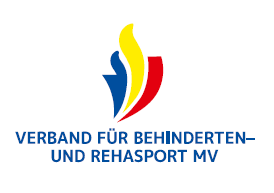 VERBAND FÜR BEHINDERTEN–
UND REHASPORT MV